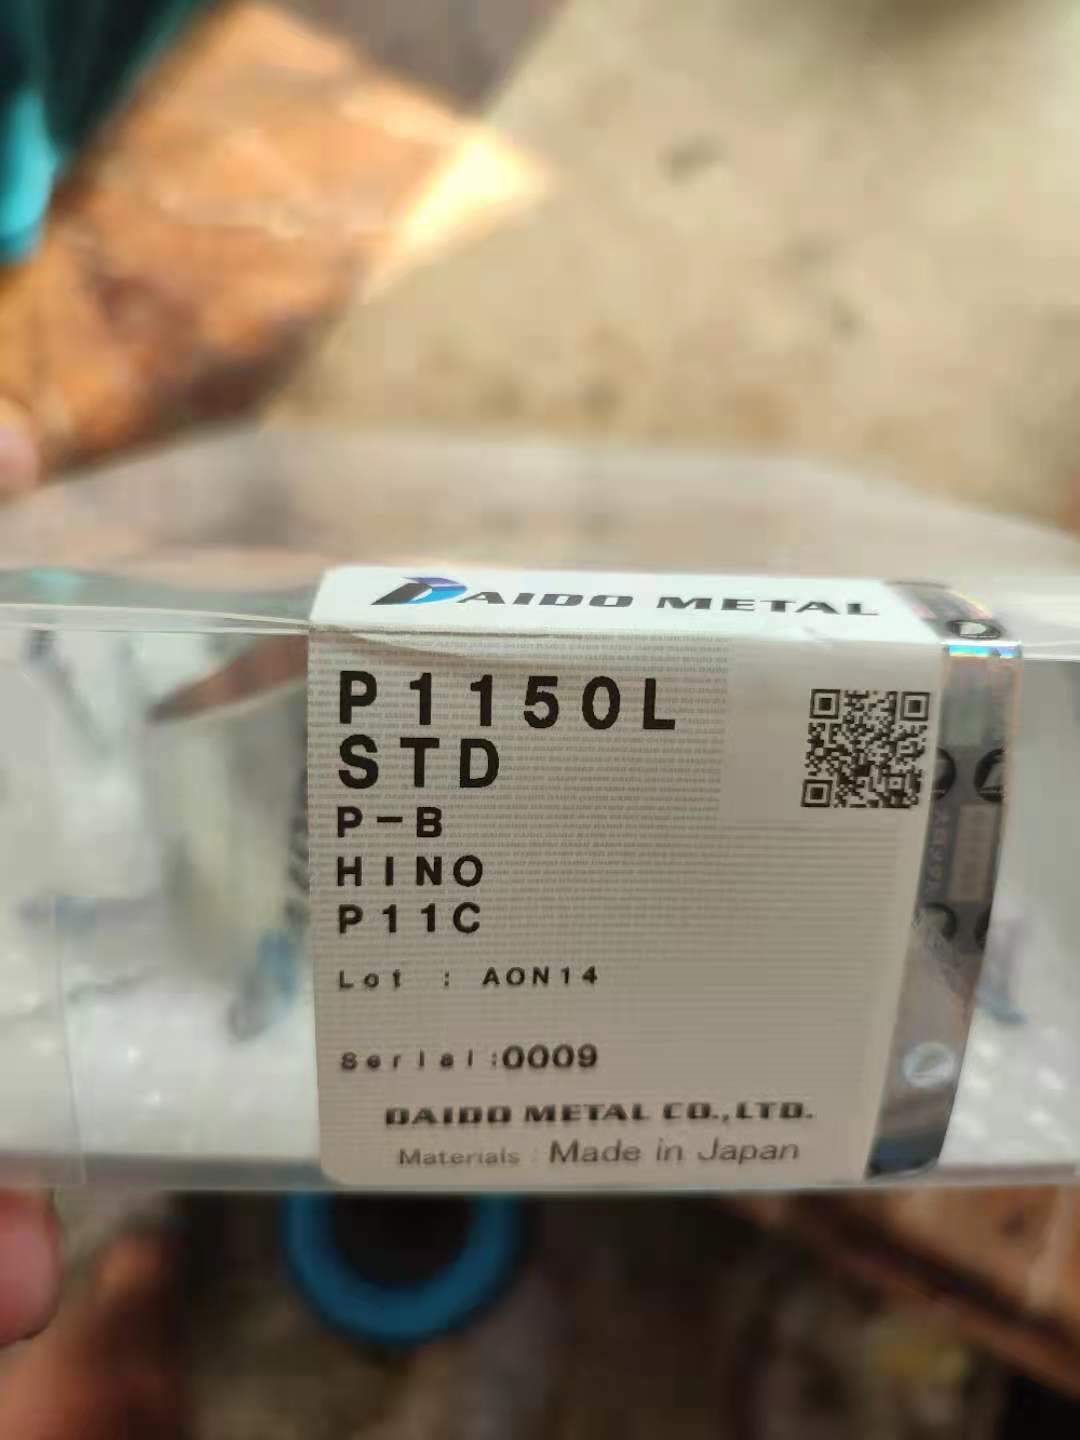 DAIDO METAL
P1150L
STD
P-B
HINO
P11C
Lot : AON14
Serial:0009
DAIDO METAL CO.,LTD.
Materials : Made in Japan